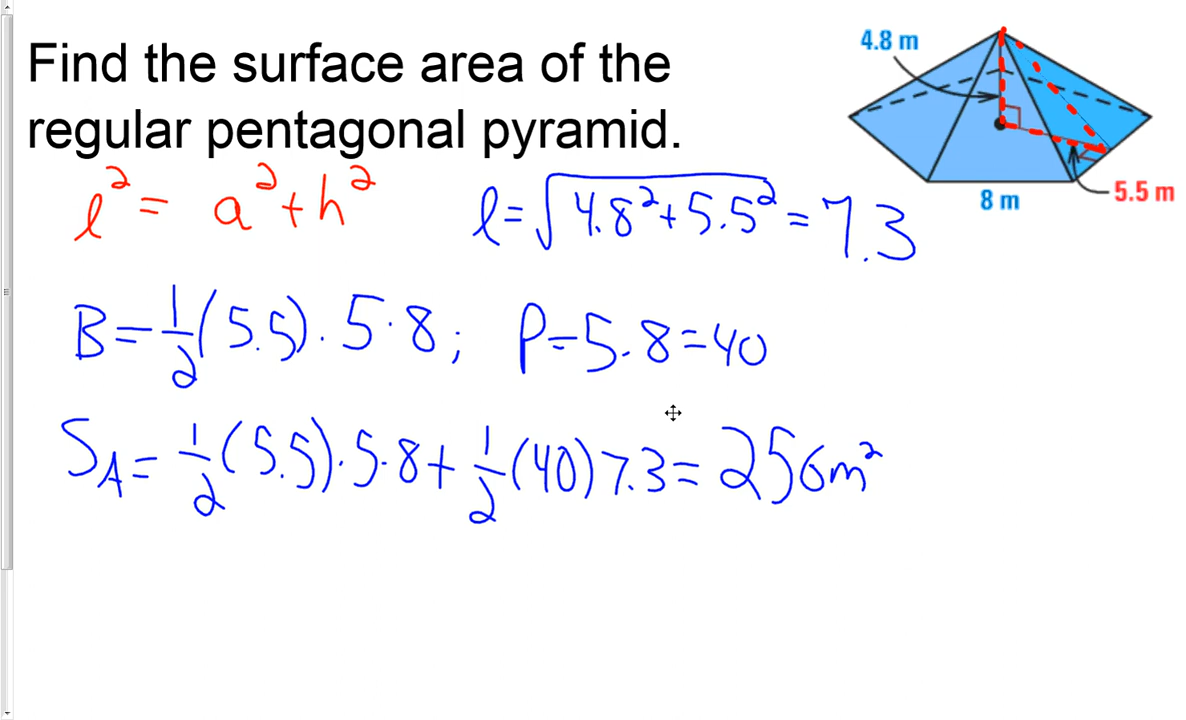 Find the surface area of the
regular pentagonal pyramid.
4.8 m
8 m
5.5 m
l² = a² + h²
l = √4.8² + 5.5² = 7.3
B = 1/2 (5.5) · 5 · 8 ; P = 5 · 8 = 40
SA = 1/2 (5.5) · 5 · 8 + 1/2 (40) 7.3 = 256 m²